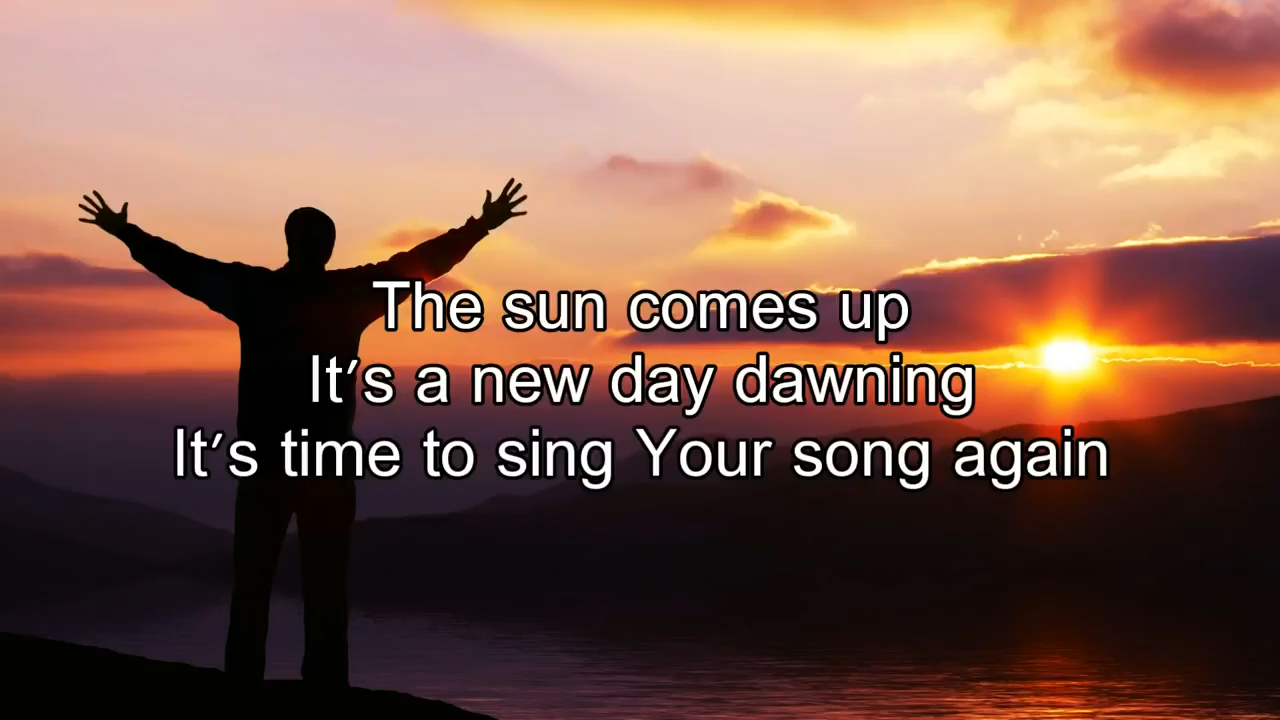 The sun comes up
It's a new day dawning
It's time to sing Your song again